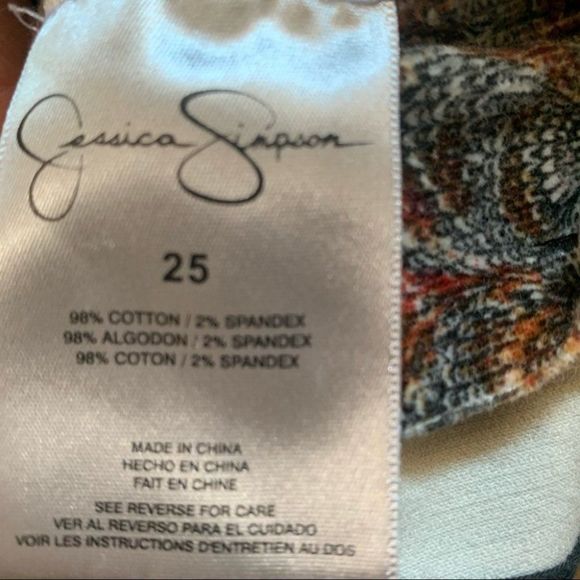 Jessica Simpson
25
98% COTTON / 2% SPANDEX
98% ALGODON / 2% SPANDEX
98% COTON / 2% SPANDEX
MADE IN CHINA
HECHO EN CHINA
FAIT EN CHINE
SEE REVERSE FOR CARE
VER AL REVERSO PARA EL CUIDADO
VOIR LES INSTRUCTIONS D'ENTRETIEN AU DOS